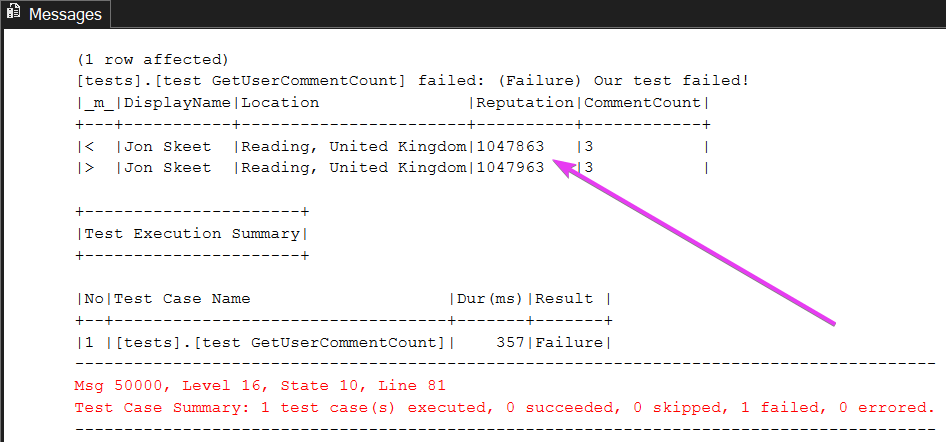 Messages
(1 row affected)
[tests].[test GetUserCommentCount] failed: (Failure) Our test failed!
|_m_|DisplayName|Location              |Reputation|CommentCount|
+---+-----------+----------------------+----------+------------+
|<  |Jon Skeet  |Reading, United Kingdom|1047863   |3           |
|>  |Jon Skeet  |Reading, United Kingdom|1047963   |3           |
+----------------------+
|Test Execution Summary|
+----------------------+
|No|Test Case Name                    |Dur(ms)|Result |
+--+----------------------------------+-------+-------+
|1 |[tests].[test GetUserCommentCount]|    357|Failure|
-----------------------------------------------------------------------------
Msg 50000, Level 16, State 10, Line 81
Test Case Summary: 1 test case(s) executed, 0 succeeded, 0 skipped, 1 failed, 0 errored.
-----------------------------------------------------------------------------